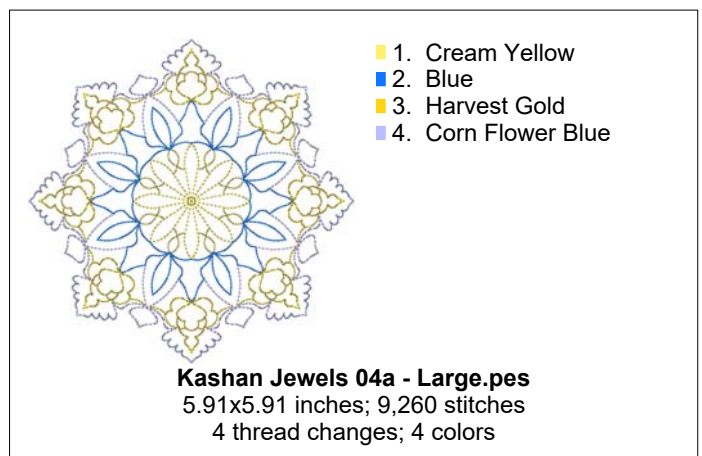 1. Cream Yellow
2. Blue
3. Harvest Gold
4. Corn Flower Blue
Kashan Jewels 04a - Large.pes
5.91x5.91 inches; 9,260 stitches
4 thread changes; 4 colors